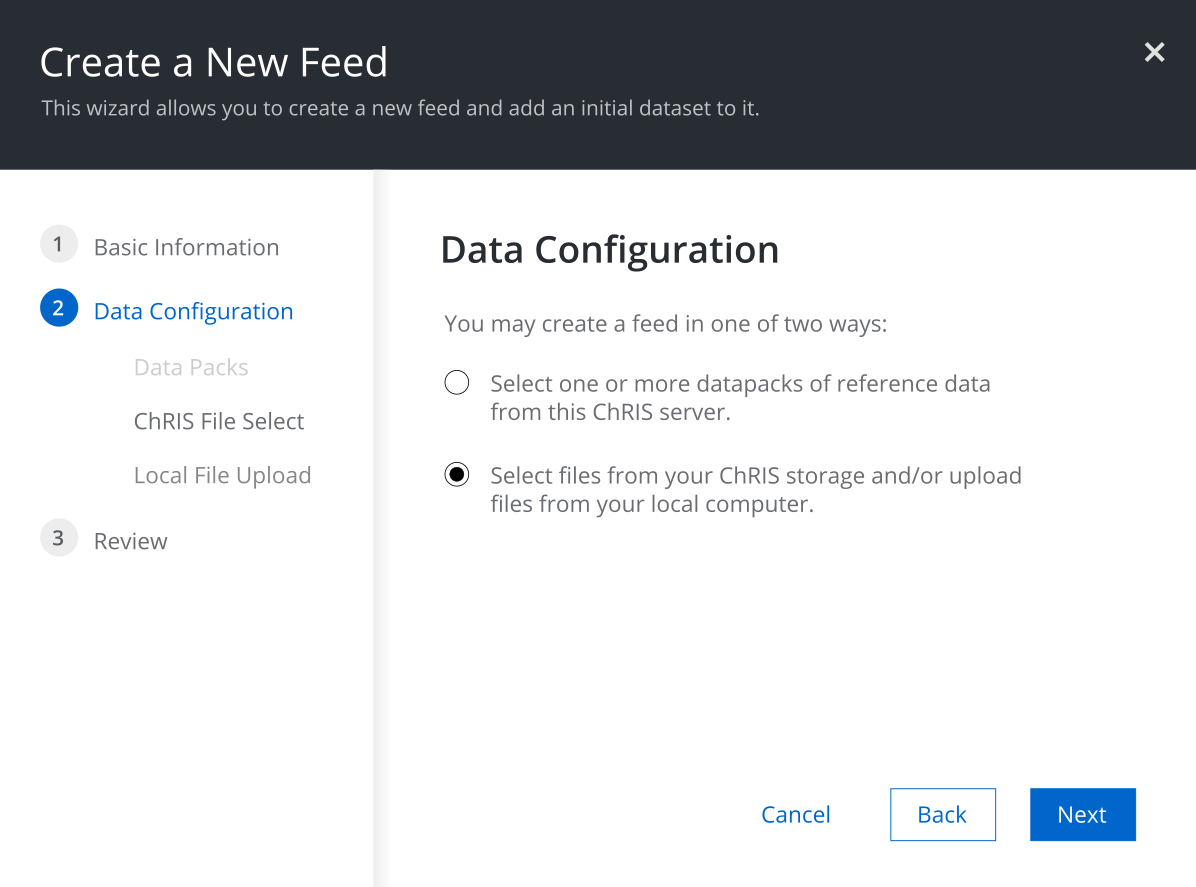 Create a New Feed
This wizard allows you to create a new feed and add an initial dataset to it.
1 Basic Information
2 Data Configuration
Data Packs
ChRIS File Select
Local File Upload
3 Review
Data Configuration
You may create a feed in one of two ways:
Select one or more datapacks of reference data
from this ChRIS server.
Select files from your ChRIS storage and/or upload
files from your local computer.
Cancel
Back
Next